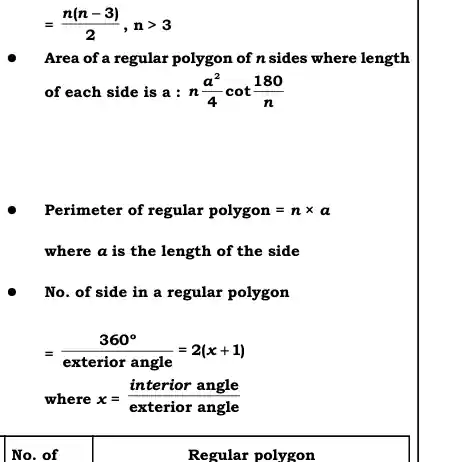 = n(n – 3)/2 , n > 3
● Area of a regular polygon of n sides where length
of each side is a : n a²/4 cot 180/n
● Perimeter of regular polygon = n × a
where a is the length of the side
● No. of side in a regular polygon
= 360°/exterior angle = 2(x + 1)
where x = interior angle/exterior angle
No. of
Regular polygon